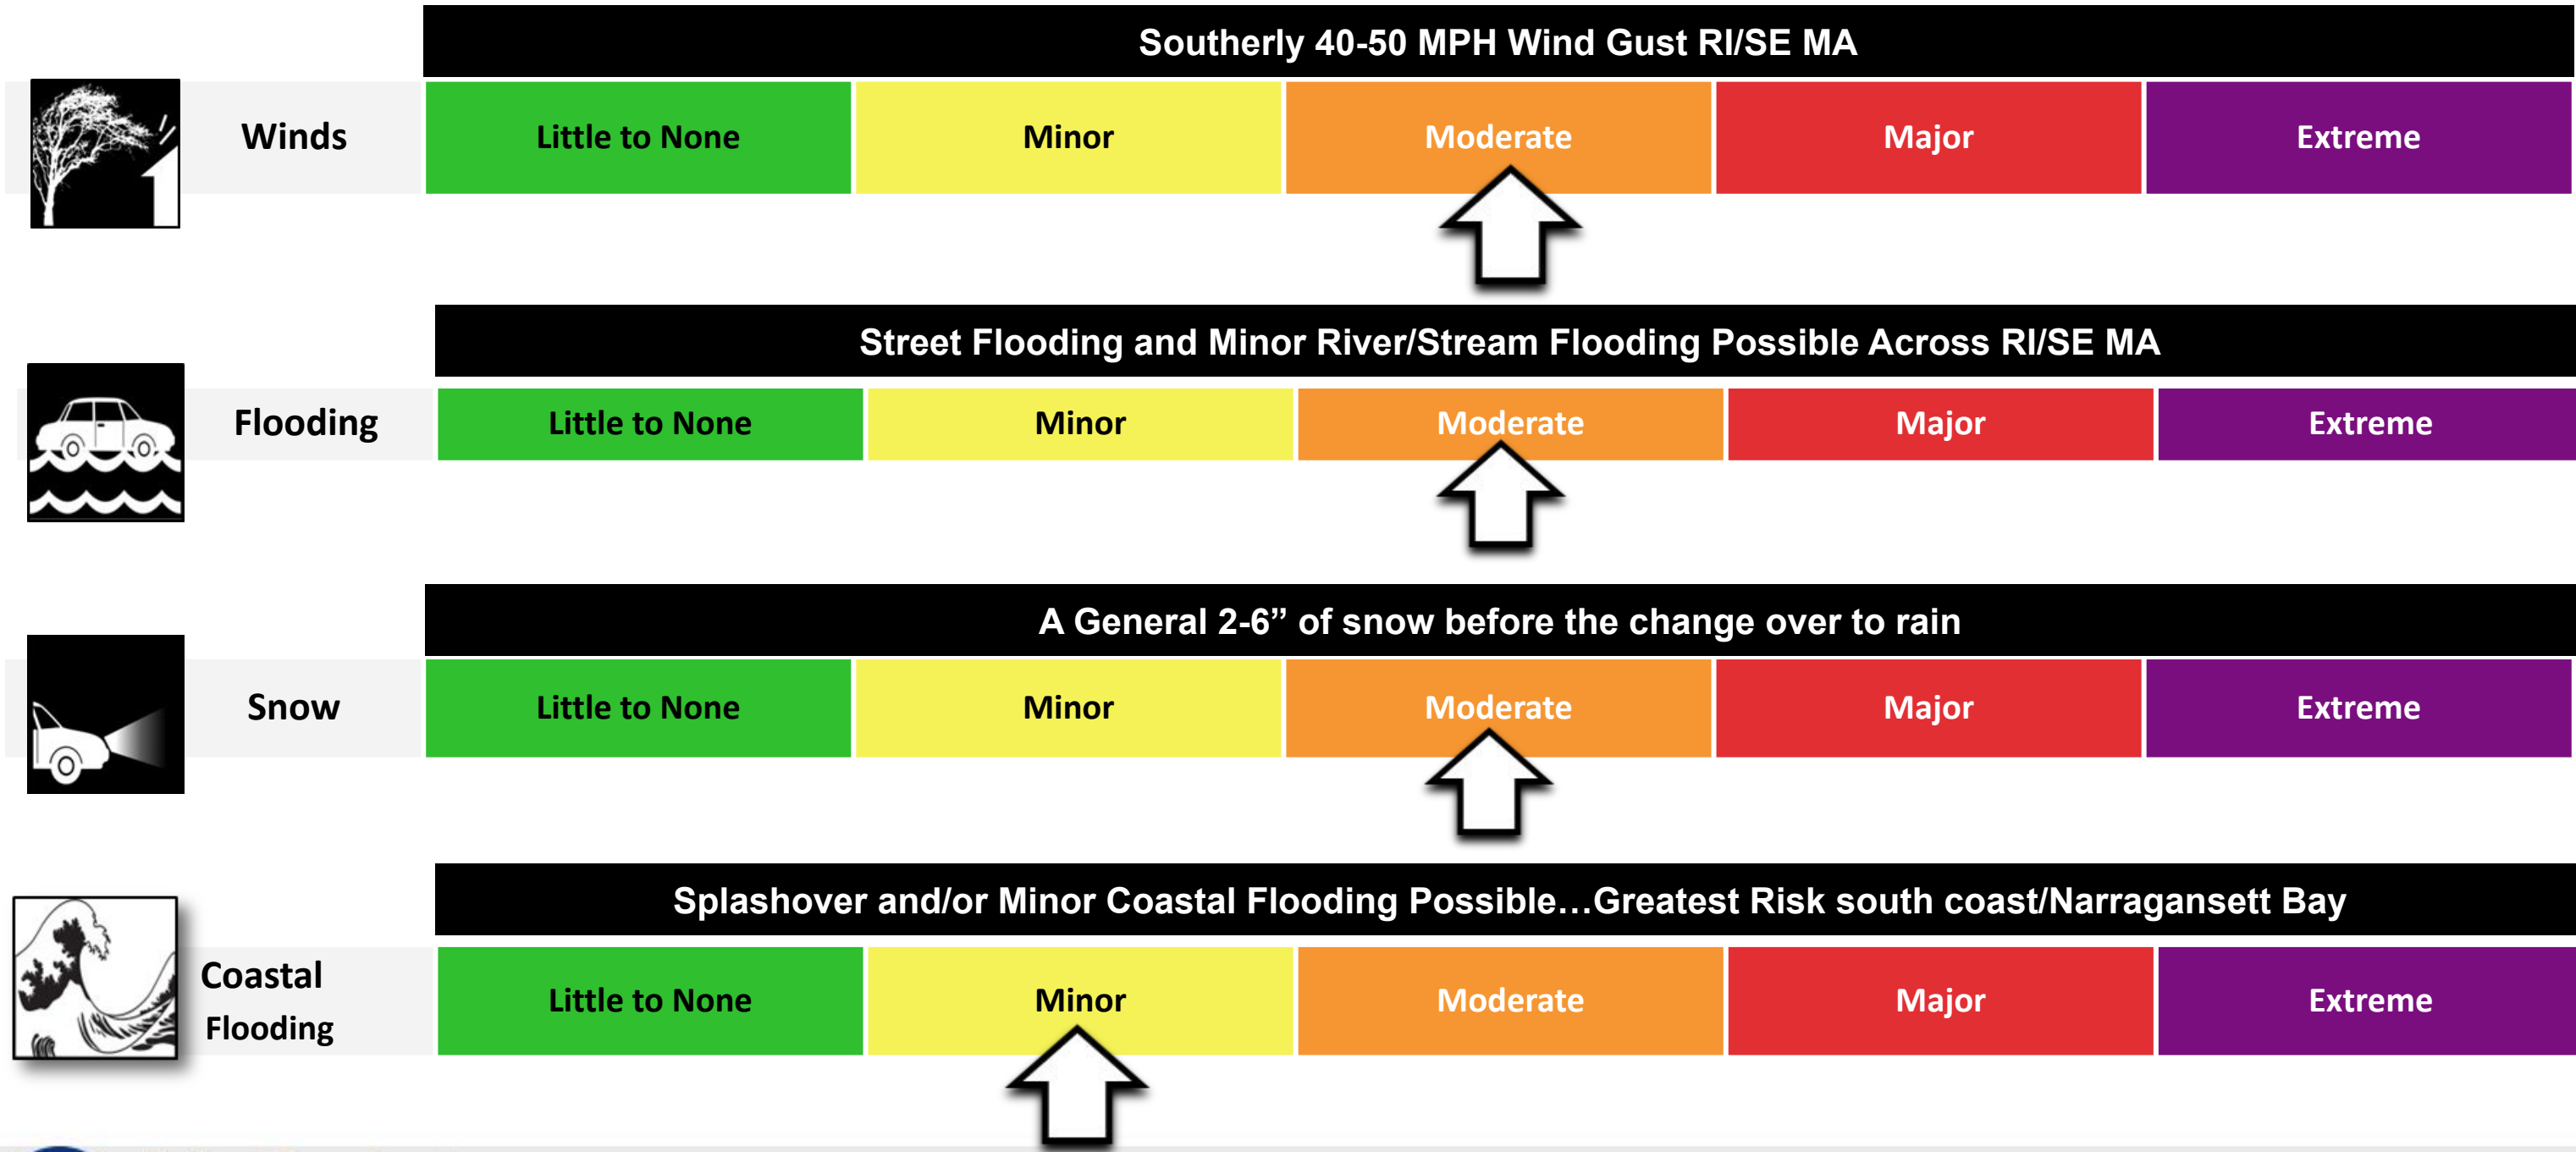 Southerly 40-50 MPH Wind Gust RI/SE MA
Winds Little to None Minor Moderate Major Extreme
Street Flooding and Minor River/Stream Flooding Possible Across RI/SE MA
Flooding Little to None Minor Moderate Major Extreme
A General 2-6” of snow before the change over to rain
Snow Little to None Minor Moderate Major Extreme
Splashover and/or Minor Coastal Flooding Possible…Greatest Risk south coast/Narragansett Bay
Coastal
Flooding
Little to None Minor Moderate Major Extreme